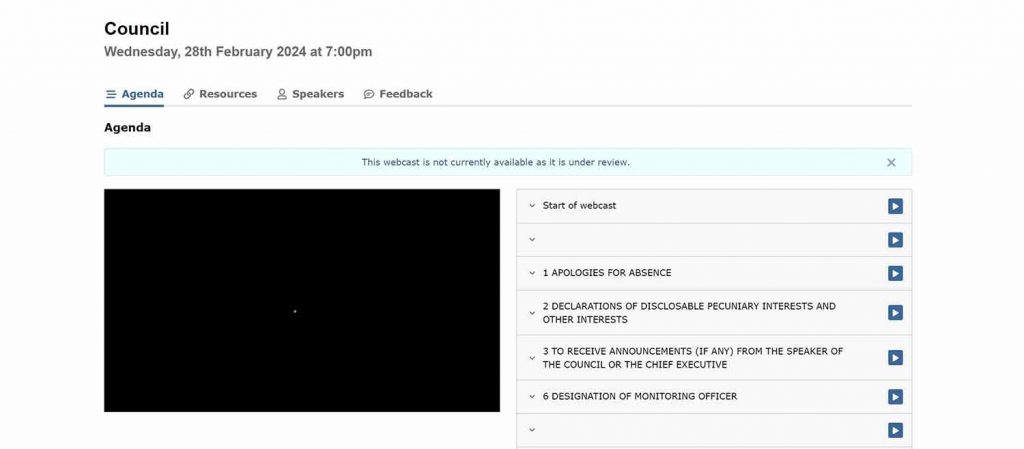 Council
Wednesday, 28th February 2024 at 7:00pm
Agenda
Resources
Speakers
Feedback
Agenda
This webcast is not currently available as it is under review.
Start of webcast
1 APOLOGIES FOR ABSENCE
2 DECLARATIONS OF DISCLOSABLE PECUNIARY INTERESTS AND
OTHER INTERESTS
3 TO RECEIVE ANNOUNCEMENTS (IF ANY) FROM THE SPEAKER OF
THE COUNCIL OR THE CHIEF EXECUTIVE
6 DESIGNATION OF MONITORING OFFICER